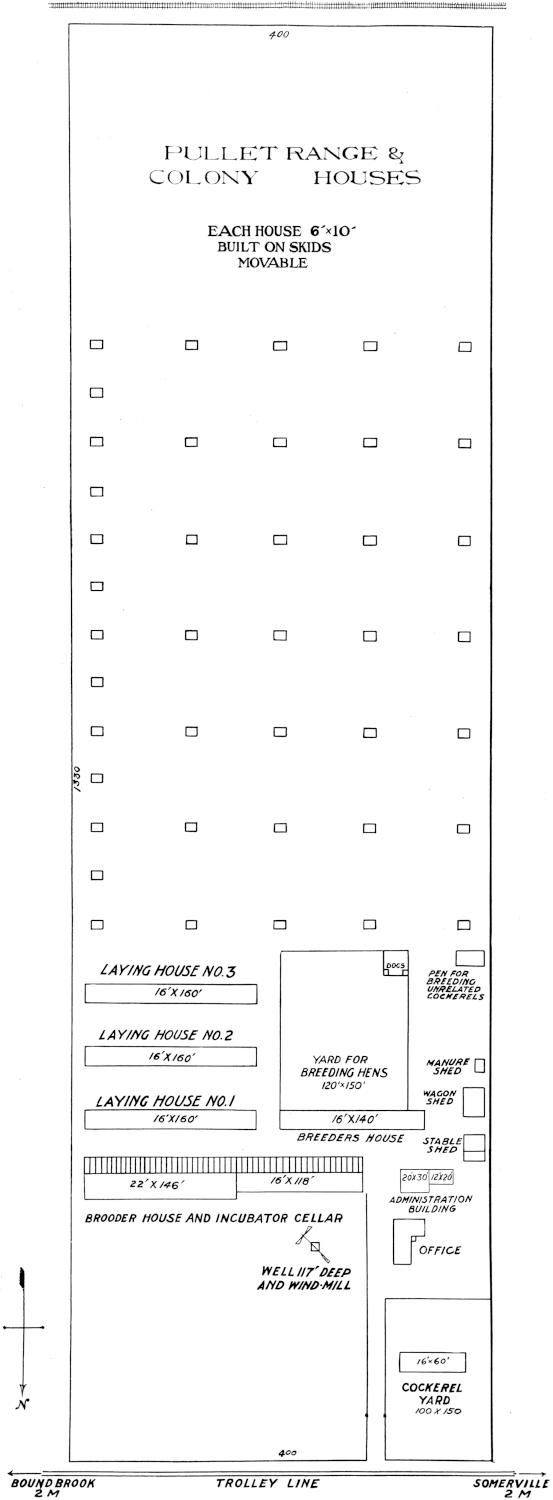 400
PULLET RANGE &
COLONY HOUSES
EACH HOUSE 6'×10'
BUILT ON SKIDS
MOVABLE
1330
LAYING HOUSE NO.3
16'X160'
DOGS
PEN FOR
BREEDING
UNRELATED
COCKERELS
LAYING HOUSE NO.2
16'X160'
YARD FOR
BREEDING HENS
120'×150'
MANURE
SHED
WAGON
SHED
LAYING HOUSE NO.1
16'X160'
16'X140'
BREEDERS HOUSE
STABLE
SHED
22'X146'
16'X118'
20X30 12'X20'
ADMINISTRATION
BUILDING
BROODER HOUSE AND INCUBATOR CELLAR
OFFICE
WELL 117' DEEP
AND WIND-MILL
16'×60'
COCKEREL
YARD
100 X 150
N
400
BOUND BROOK
2 M
TROLLEY LINE
SOMERVILLE
2 M